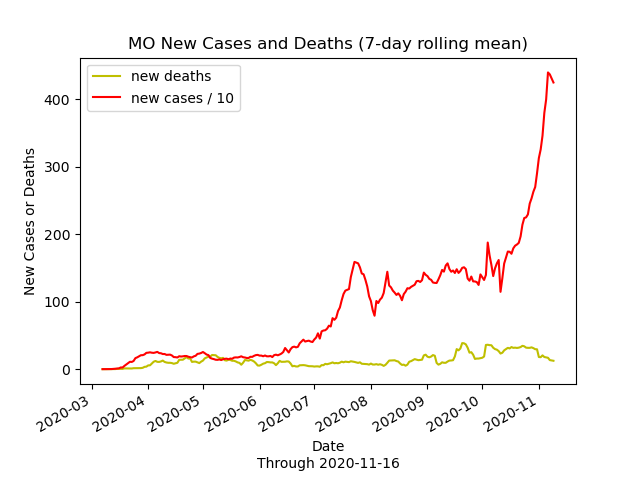 MO New Cases and Deaths (7-day rolling mean)
new deaths
new cases / 10
New Cases or Deaths
400
300
200
100
0
2020-03
2020-04
2020-05
2020-06
2020-07
2020-08
2020-09
2020-10
2020-11
Date
Through 2020-11-16